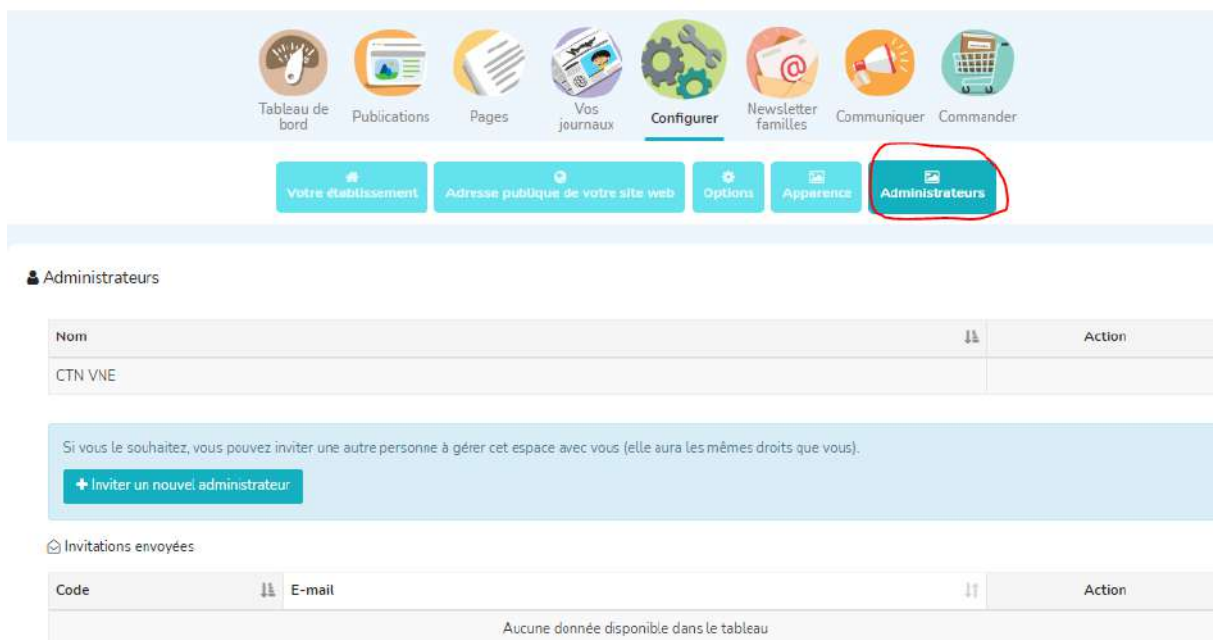 Tableau de bord
Publications
Pages
Vos journaux
Configurer
Newsletter familles
Communiquer
Commander
Votre établissement
Adresse publique de votre site web
Options
Apparence
Administrateurs
Administrateurs
Nom
Action
CTN VNE
Si vous le souhaitez, vous pouvez inviter une autre personne à gérer cet espace avec vous (elle aura les mêmes droits que vous).
+ Inviter un nouvel administrateur
Invitations envoyées
Code
E-mail
Action
Aucune donnée disponible dans le tableau